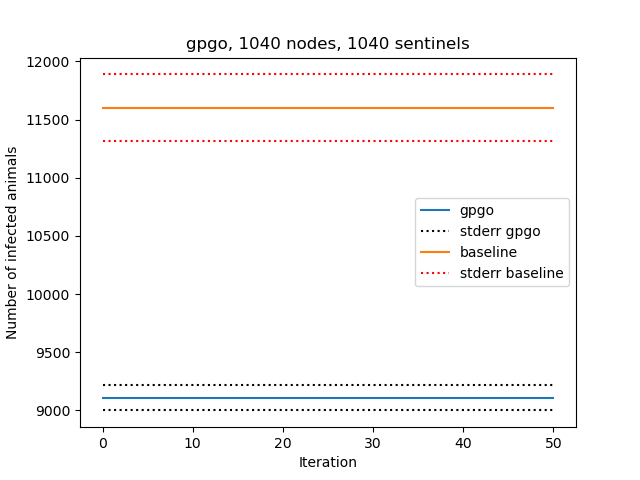 gpgo, 1040 nodes, 1040 sentinels
12000
11500
11000
10500
10000
9500
9000
Number of infected animals
gpgo
stderr gpgo
baseline
stderr baseline
0 10 20 30 40 50
Iteration